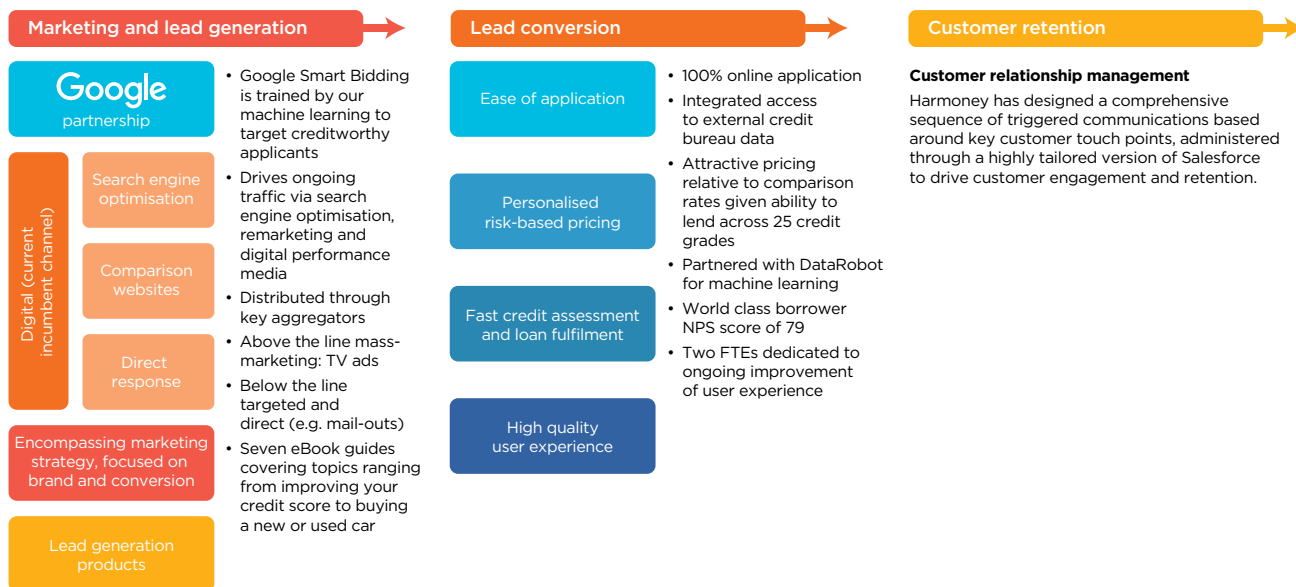 Marketing and lead generation
Google
partnership
Digital (current
incumbent channel)
Search engine
optimisation
Comparison
websites
Direct
response
Encompassing marketing
strategy, focused on
brand and conversion
Lead generation
products
• Google Smart Bidding
is trained by our
machine learning to
target creditworthy
applicants
• Drives ongoing
traffic via search
engine optimisation,
remarketing and
digital performance
media
• Distributed through
key aggregators
• Above the line mass-
marketing: TV ads
• Below the line
targeted and
direct (e.g. mail-outs)
• Seven eBook guides
covering topics ranging
from improving your
credit score to buying
a new or used car
Lead conversion
Ease of application
Personalised
risk-based pricing
Fast credit assessment
and loan fulfilment
High quality
user experience
• 100% online application
• Integrated access
to external credit
bureau data
• Attractive pricing
relative to comparison
rates given ability to
lend across 25 credit
grades
• Partnered with DataRobot
for machine learning
• World class borrower
NPS score of 79
• Two FTEs dedicated to
ongoing improvement
of user experience
Customer retention
Customer relationship management
Harmoney has designed a comprehensive
sequence of triggered communications based
around key customer touch points, administered
through a highly tailored version of Salesforce
to drive customer engagement and retention.